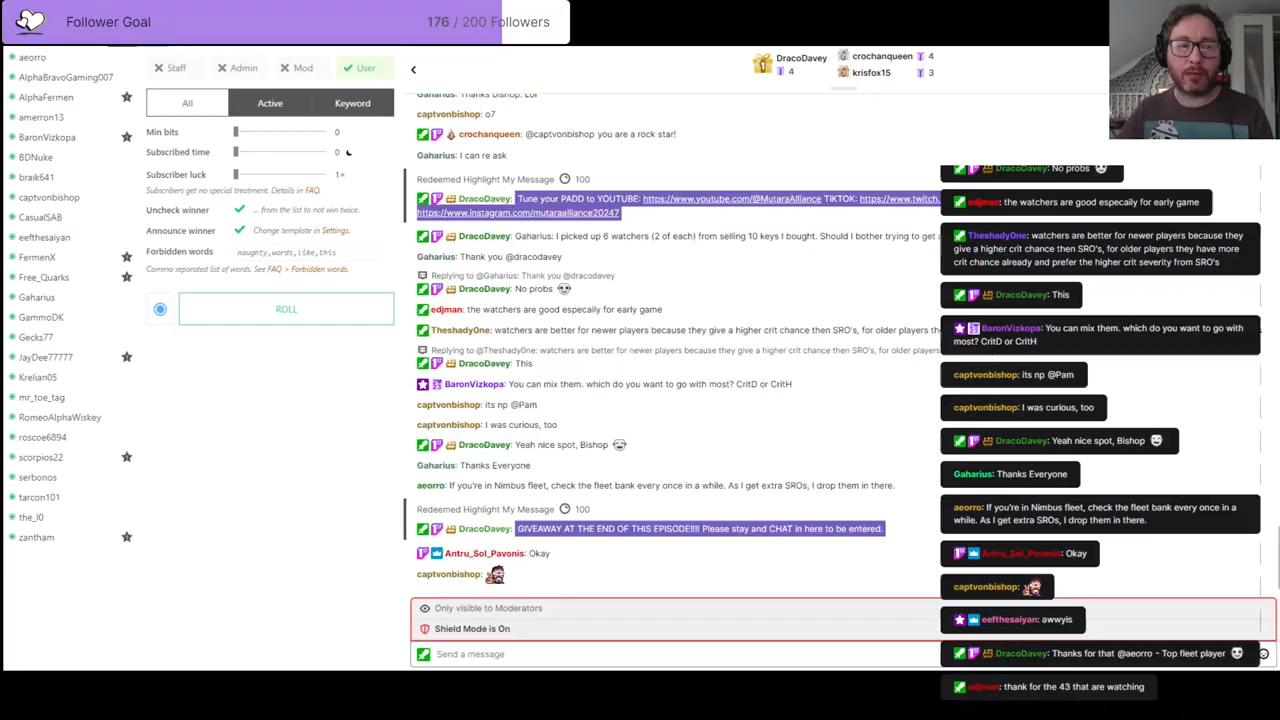 Follower Goal
176 / 200 Followers
aeorro
AlphaBravoGaming007
AlphaFermen
amerron13
BaronVizkopa
BDNuke
braik641
captvonbishop
CasualSAB
eefthesaiyan
FermenX
Free_Quarks
Gaharius
GammoDK
Gecks77
JayDee77777
Krelian05
mr_toe_tag
RomeoAlphaWiskey
roscoe6894
scorpios22
serbonos
tarcon101
the_l0
zantham
Staff
Admin
Mod
User
All
Active
Keyword
Min bits
0
Subscribed time
0
Subscriber luck
1×
Subscribers get no special treatment. Details in FAQ.
Uncheck winner
... from the list to not win twice.
Announce winner
Change template in Settings.
Forbidden words
naughty,words,like,this
Comma separated list of words. See FAQ > Forbidden words.
ROLL
DracoDavey
4
crochanqueen
4
krisfox15
3
Gaharius: Thanks bishop. Lol
captvonbishop: o7
crochanqueen: @captvonbishop you are a rock star!
Gaharius: I can re ask
Redeemed Highlight My Message 100
DracoDavey: Tune your PADD to YOUTUBE: https://www.youtube.com/@MutaraAlliance TIKTOK: https://www.twitch.
https://www.instagram.com/mutaraalliance20247
DracoDavey: Gaharius: I picked up 6 watchers (2 of each) from selling 10 keys I bought. Should I bother trying to get a
Gaharius: Thank you @dracodavey
Replying to @Gaharius: Thank you @dracodavey
DracoDavey: No probs
edjman: the watchers are good especailly for early game
Theshady0ne: watchers are better for newer players because they give a higher crit chance then SRO's, for older players the
Replying to @Theshady0ne: watchers are better for newer players because they give a higher crit chance then SRO's, for older players
DracoDavey: This
BaronVizkopa: You can mix them. which do you want to go with most? CritD or CritH
captvonbishop: its np @Pam
captvonbishop: I was curious, too
DracoDavey: Yeah nice spot, Bishop
Gaharius: Thanks Everyone
aeorro: If you're in Nimbus fleet, check the fleet bank every once in a while. As I get extra SROs, I drop them in there.
Redeemed Highlight My Message 100
DracoDavey: GIVEAWAY AT THE END OF THIS EPISODE!!!! Please stay and CHAT in here to be entered.
Antru_Sol_Pavonis: Okay
captvonbishop:
Only visible to Moderators
Shield Mode is On
Send a message
DracoDavey: No probs
edjman: the watchers are good especailly for early game
Theshady0ne: watchers are better for newer players because they
give a higher crit chance then SRO's, for older players they have more
crit chance already and prefer the higher crit severity from SRO's
DracoDavey: This
BaronVizkopa: You can mix them. which do you want to go with
most? CritD or CritH
captvonbishop: its np @Pam
captvonbishop: I was curious, too
DracoDavey: Yeah nice spot, Bishop
Gaharius: Thanks Everyone
aeorro: If you're in Nimbus fleet, check the fleet bank every once in a
while. As I get extra SROs, I drop them in there.
Antru_Sol_Pavonis: Okay
captvonbishop:
eefthesaiyan: awwyis
DracoDavey: Thanks for that @aeorro - Top fleet player
edjman: thank for the 43 that are watching